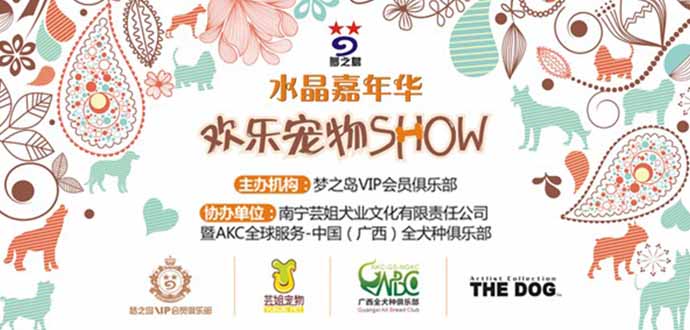 梦之岛
水晶嘉年华
欢乐宠物SHOW
主办机构：梦之岛VIP会员俱乐部
协办单位：南宁芸姐犬业文化有限责任公司
暨AKC全球服务-中国（广西）全犬种俱乐部
梦之岛VIP会员俱乐部
芸姐宠物
AKC-GS-NGKC
广西全犬种俱乐部
Guangxi All Breed Club
Artlist Collection
THE DOG